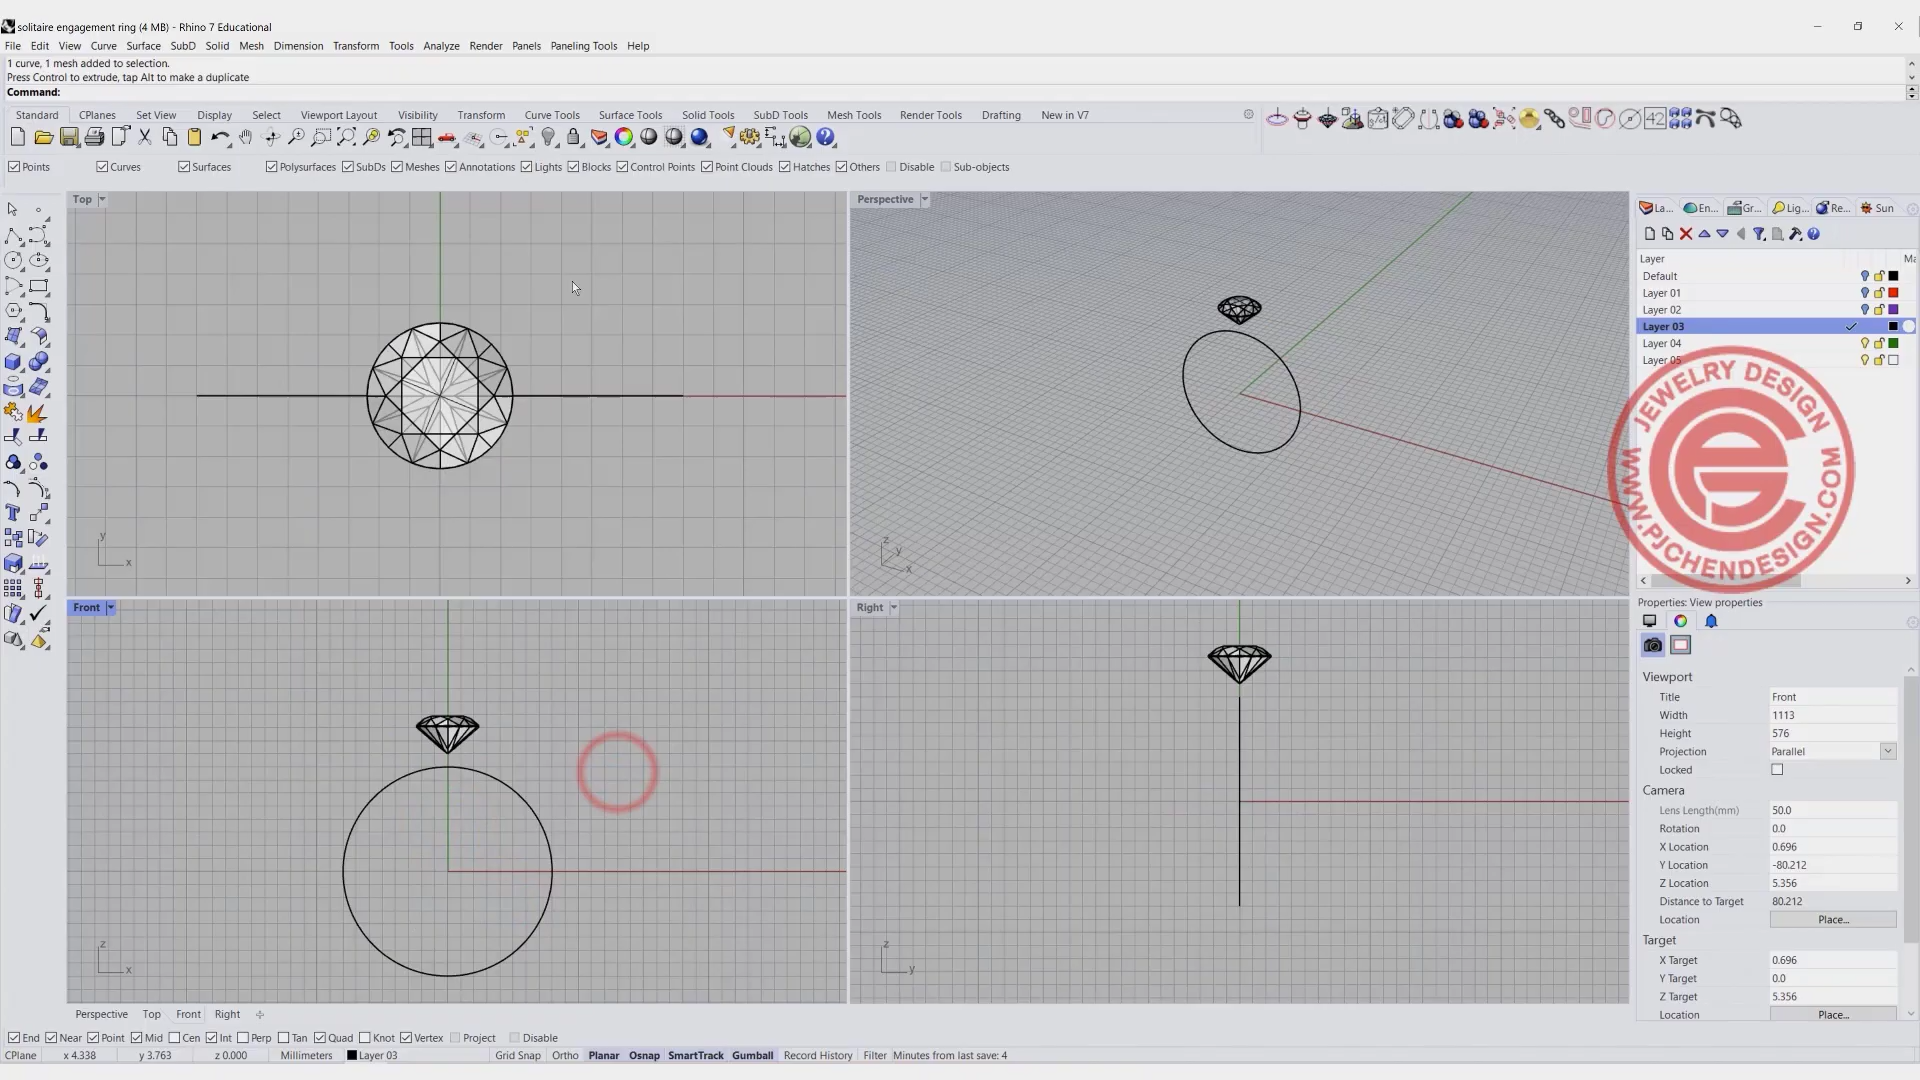 solitaire engagement ring (4 MB) - Rhino 7 Educational
File Edit View Curve Surface SubD Solid Mesh Dimension Transform Tools Analyze Render Panels Paneling Tools Help
1 curve, 1 mesh added to selection.
Press Control to extrude, tap Alt to make a duplicate
Command:
Standard CPlanes Set View Display Select Viewport Layout Visibility Transform Curve Tools Surface Tools Solid Tools SubD Tools Mesh Tools Render Tools Drafting New in V7
42
Points Curves Surfaces Polysurfaces SubDs Meshes Annotations Lights Blocks Control Points Point Clouds Hatches Others Disable Sub-objects
Top
Perspective
La... En... Gr... Lig... Re... Sun
Layer Ma
Default
Layer 01
Layer 02
Layer 03
Layer 04
Layer 05
JEWELRY DESIGN
WWW.PJCHENDESIGN.COM
y
x
z
y
x
Front
Right
Properties: View properties
Viewport
Title Front
Width 1113
Height 576
Projection Parallel
Locked
Camera
Lens Length(mm) 50.0
Rotation 0.0
X Location 0.696
Y Location -80.212
Z Location 5.356
Distance to Target 80.212
Location Place...
Target
X Target 0.696
Y Target 0.0
Z Target 5.356
Location Place...
z
x
z
y
Perspective Top Front Right
End Near Point Mid Cen Int Perp Tan Quad Knot Vertex Project Disable
CPlane x 4.338 y 3.763 z 0.000 Millimeters Layer 03 Grid Snap Ortho Planar Osnap SmartTrack Gumball Record History Filter Minutes from last save: 4